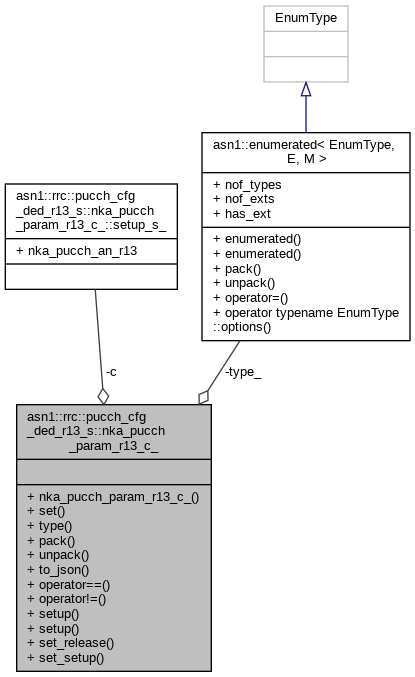 EnumType
asn1::enumerated< EnumType,
E, M >
+ nof_types
+ nof_exts
+ has_ext
+ enumerated()
+ enumerated()
+ pack()
+ unpack()
+ operator=()
+ operator typename EnumType
::options()
asn1::rrc::pucch_cfg
_ded_r13_s::nka_pucch
_param_r13_c_::setup_s_
+ nka_pucch_an_r13
-c
-type_
asn1::rrc::pucch_cfg
_ded_r13_s::nka_pucch
_param_r13_c_
+ nka_pucch_param_r13_c_()
+ set()
+ type()
+ pack()
+ unpack()
+ to_json()
+ operator==()
+ operator!=()
+ setup()
+ setup()
+ set_release()
+ set_setup()